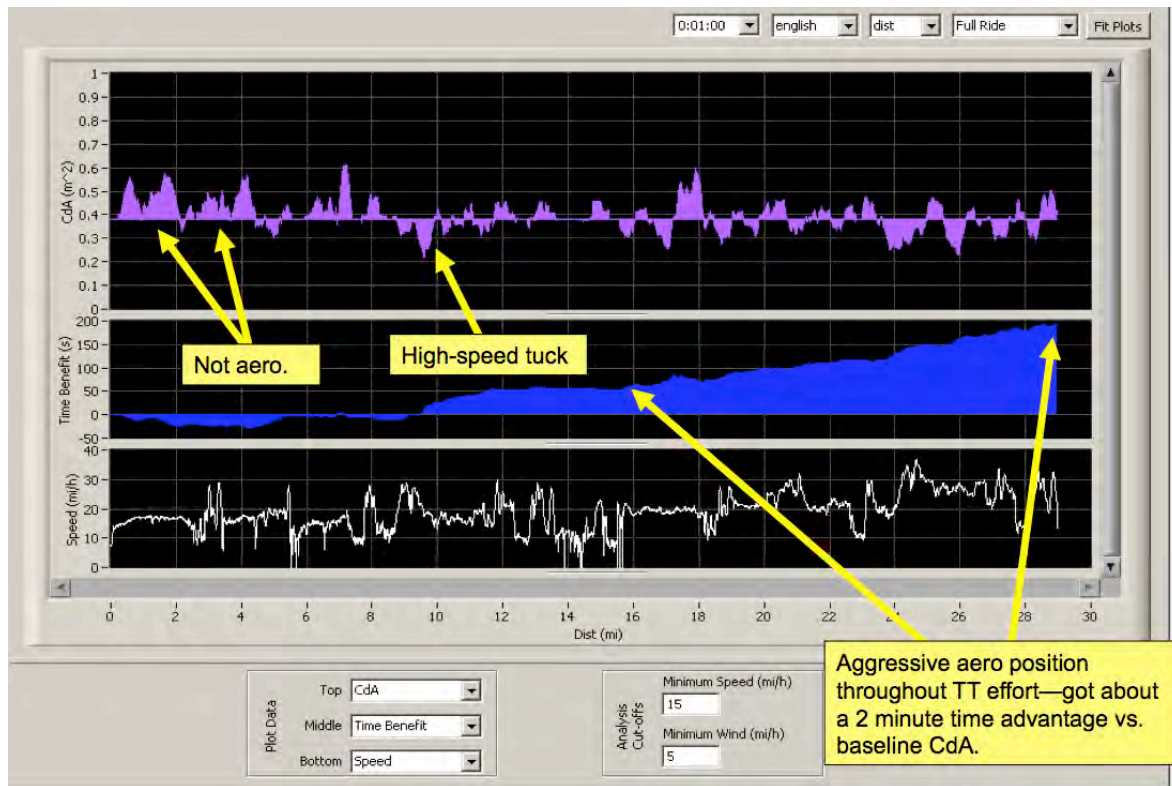 0:01:00 english dist Full Ride Fit Plots
1
0.9
0.8
0.7
0.6
0.5
0.4
0.3
0.2
0.1
0
CdA (m^2)
Not aero.
High-speed tuck
200
150
100
50
0
-50
Time Benefit (s)
40
30
20
10
0
Speed (mi/h)
0 2 4 6 8 10 12 14 16 18 20 22 24 26 28 30
Dist (mi)
Plot Data
Top CdA
Middle Time Benefit
Bottom Speed
Analysis
Cut-offs
Minimum Speed (mi/h)
15
Minimum Wind (mi/h)
5
Aggressive aero position
throughout TT effort—got about
a 2 minute time advantage vs.
baseline CdA.